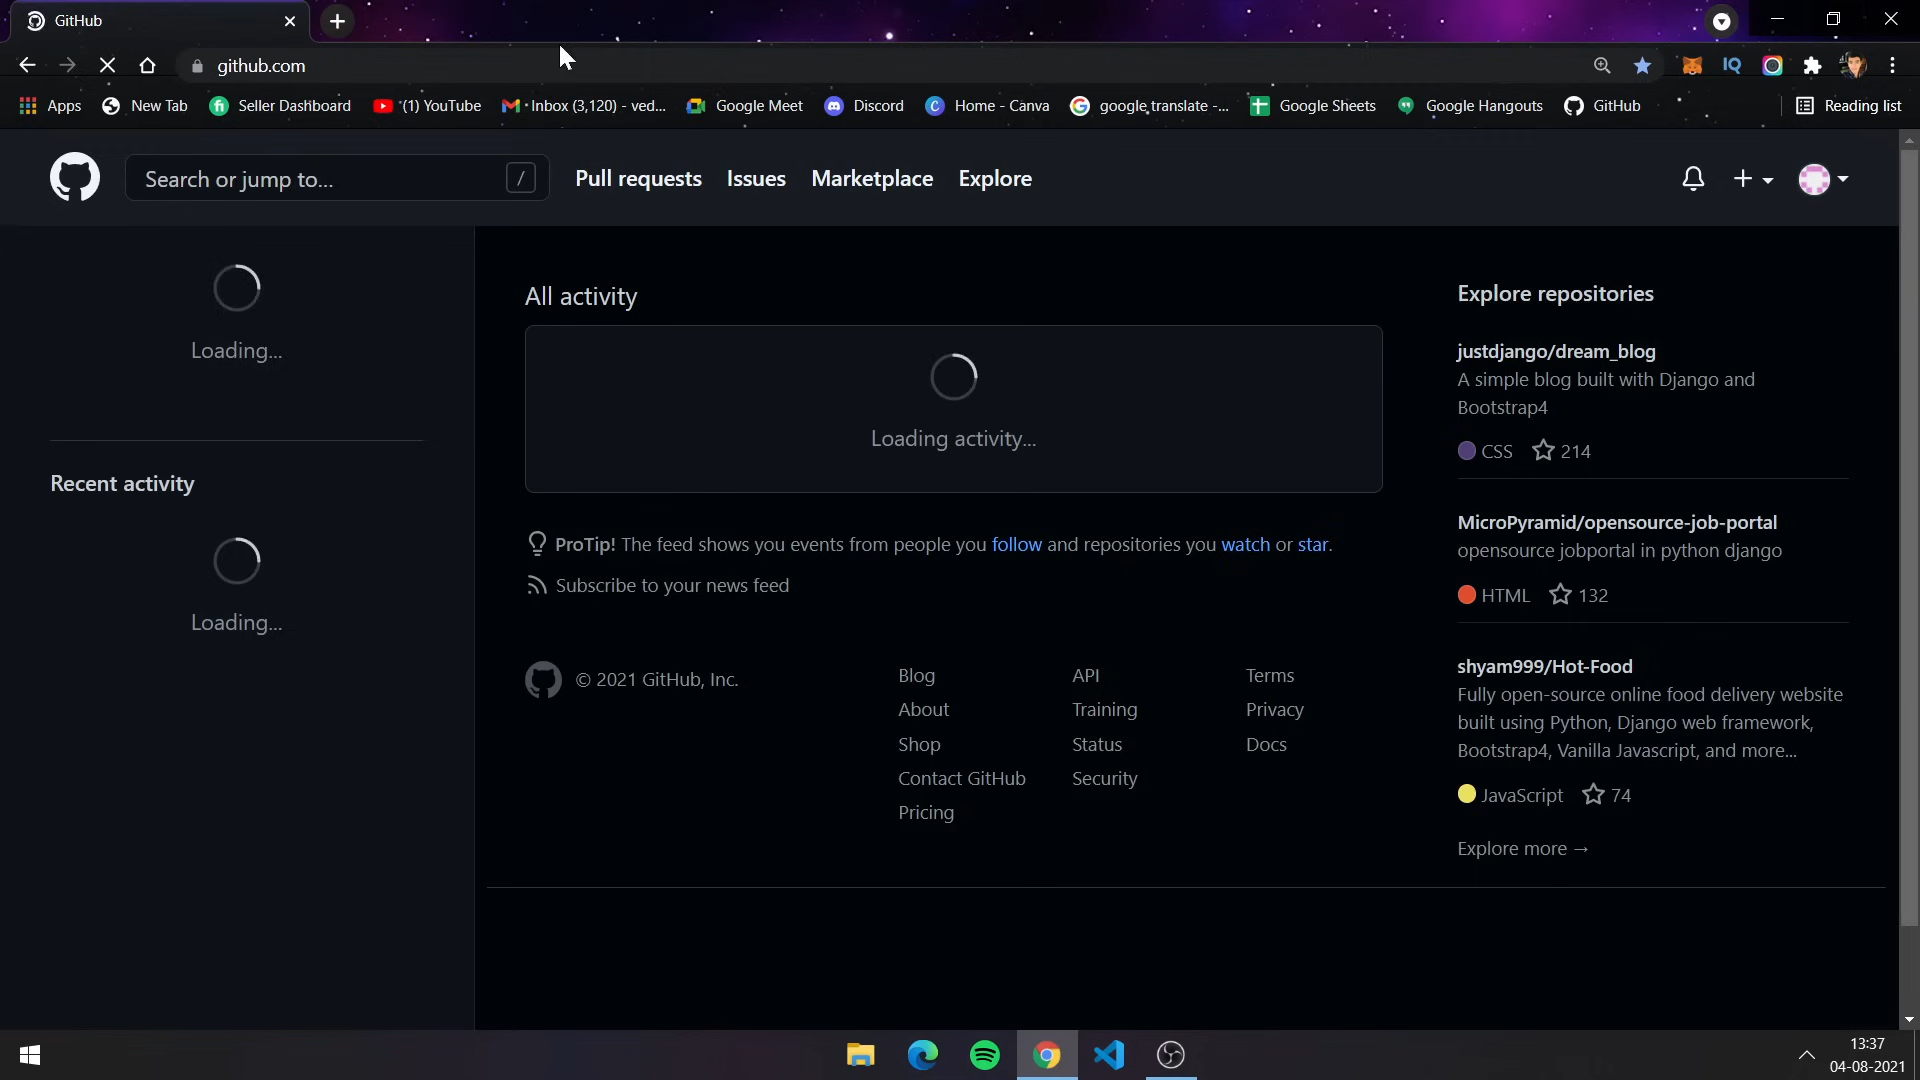 GitHub
github.com
Apps
New Tab
Seller Dashboard
(1) YouTube
Inbox (3,120) - ved...
Google Meet
Discord
Home - Canva
google translate -...
Google Sheets
Google Hangouts
GitHub
Reading list
Search or jump to... /
Pull requests
Issues
Marketplace
Explore
Loading...
Recent activity
Loading...
All activity
Loading activity...
ProTip! The feed shows you events from people you follow and repositories you watch or star.
Subscribe to your news feed
© 2021 GitHub, Inc.
Blog
About
Shop
Contact GitHub
Pricing
API
Training
Status
Security
Terms
Privacy
Docs
Explore repositories
justdjango/dream_blog
A simple blog built with Django and
Bootstrap4
CSS 214
MicroPyramid/opensource-job-portal
opensource jobportal in python django
HTML 132
shyam999/Hot-Food
Fully open-source online food delivery website
built using Python, Django web framework,
Bootstrap4, Vanilla Javascript, and more...
JavaScript 74
Explore more →
13:37
04-08-2021